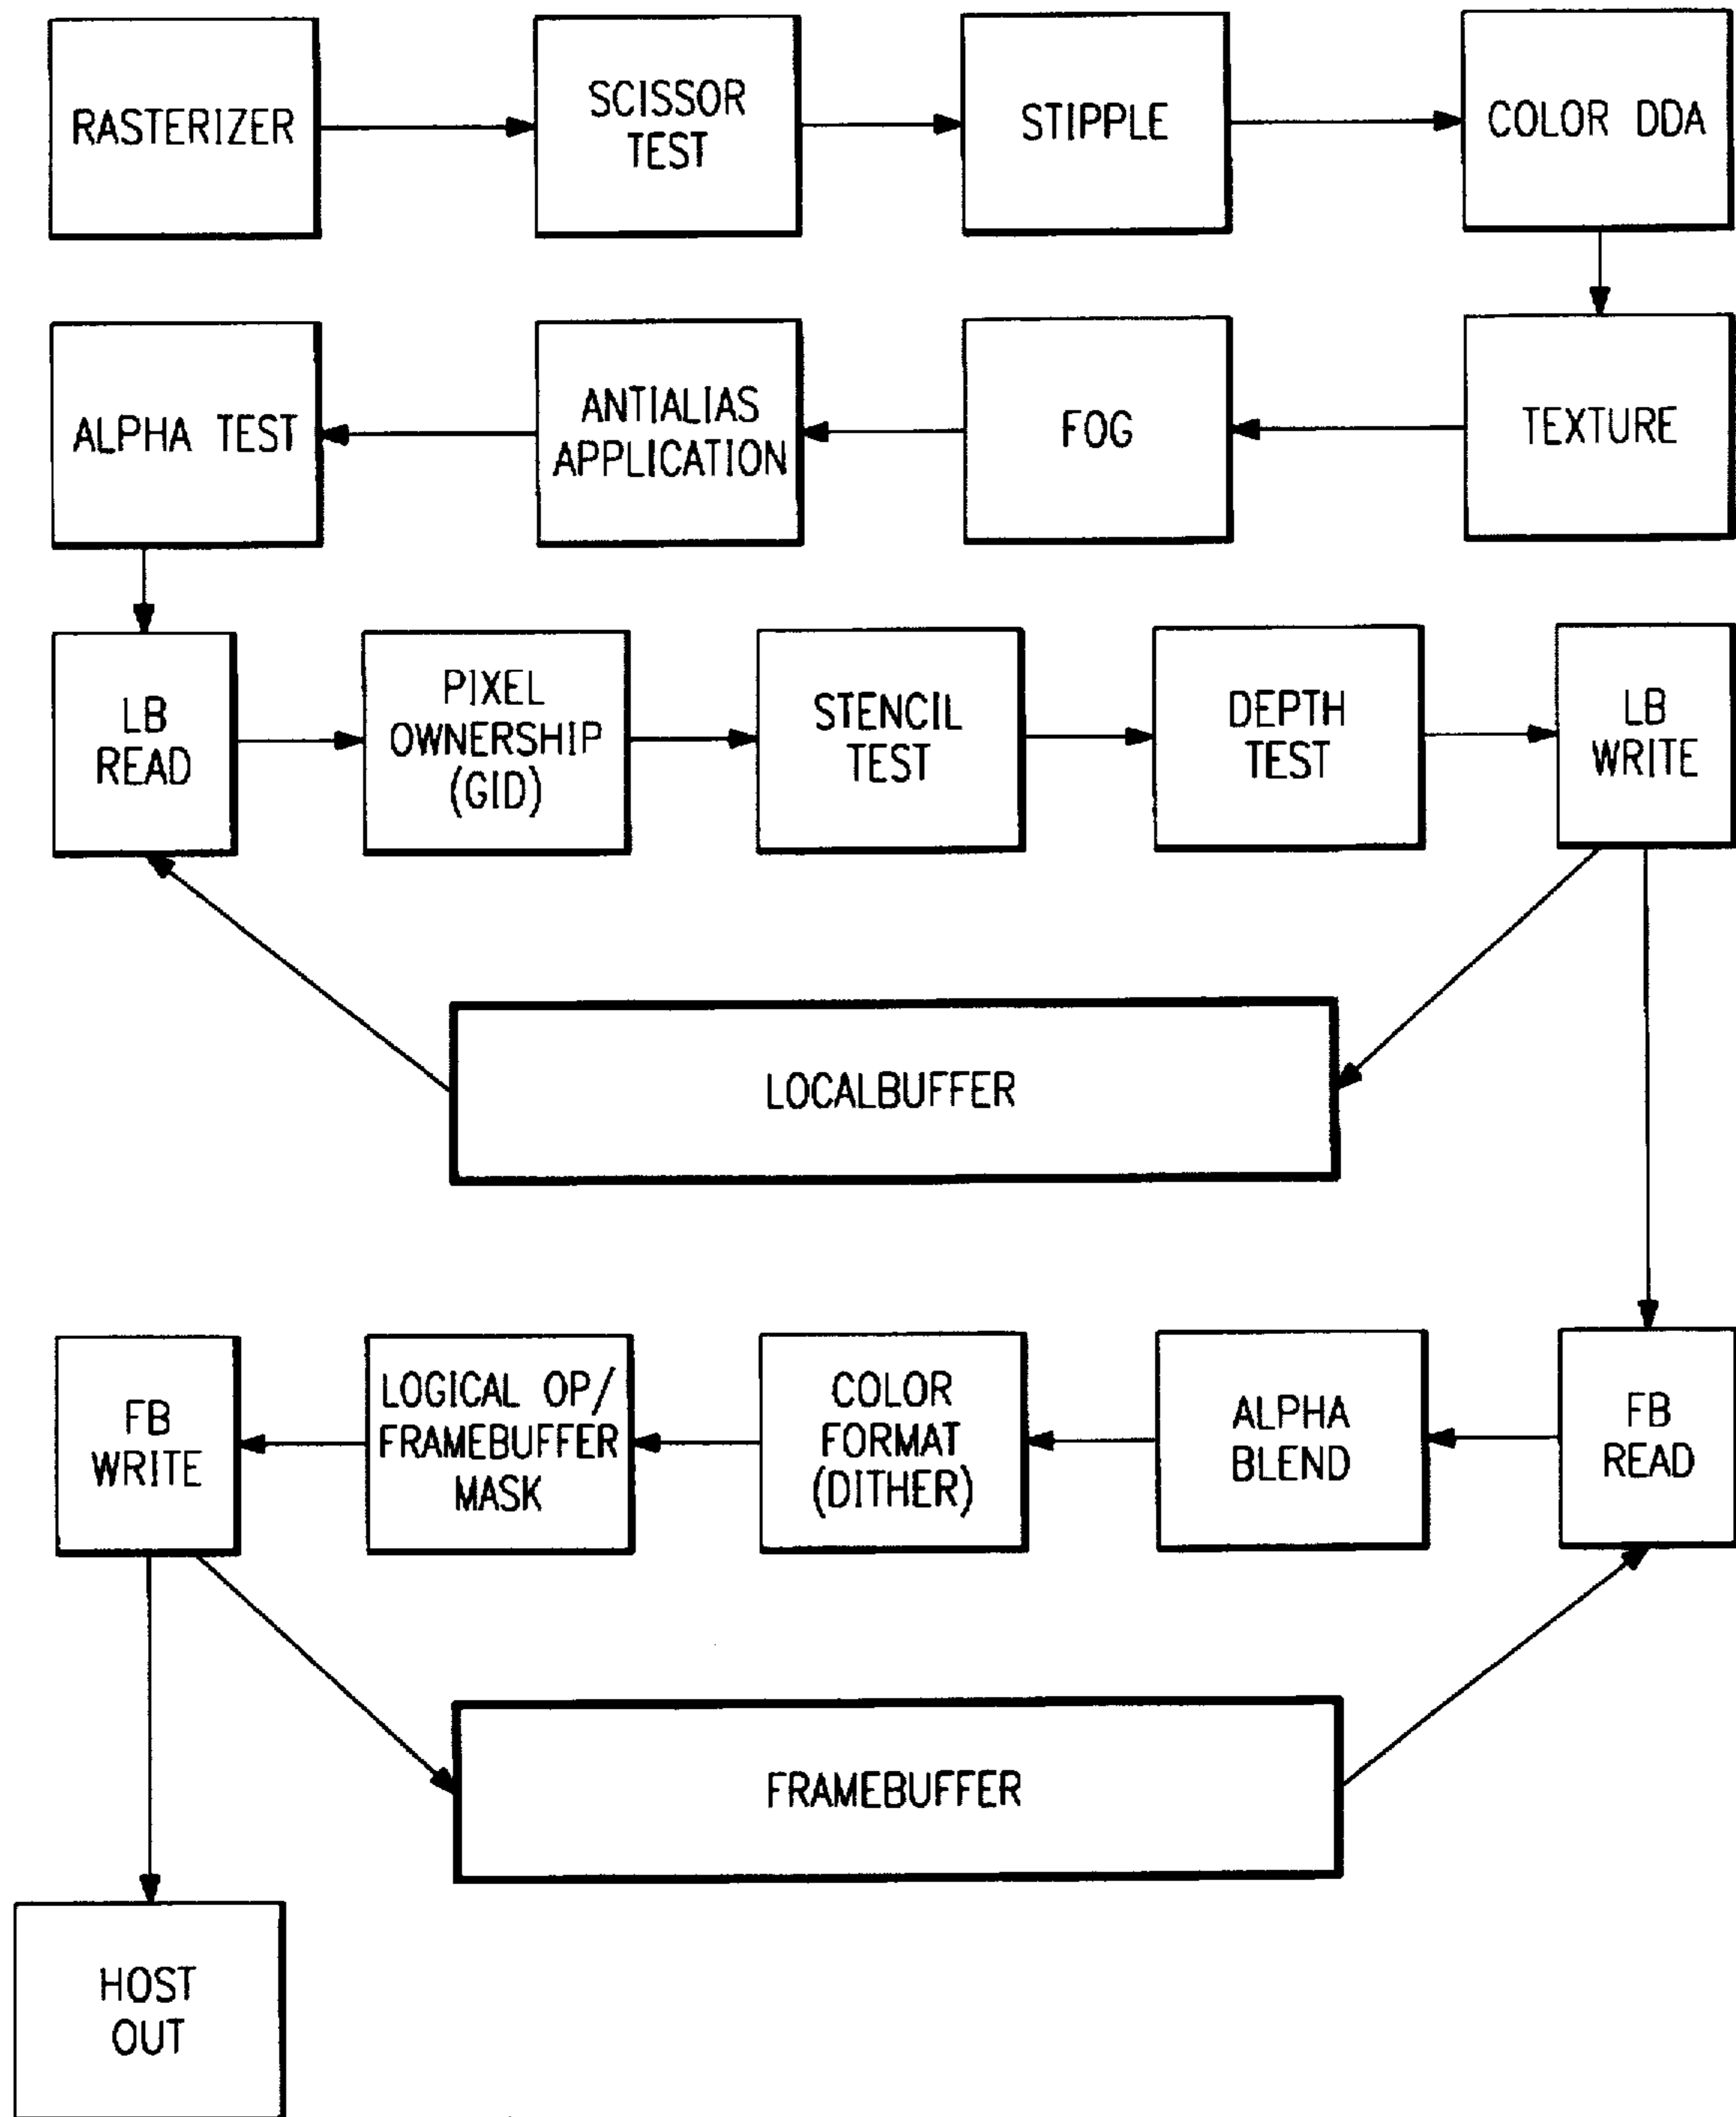 RASTERIZER
SCISSOR
TEST
STIPPLE
COLOR DDA
ALPHA TEST
ANTIALIAS
APPLICATION
FOG
TEXTURE
LB
READ
PIXEL
OWNERSHIP
(GID)
STENCIL
TEST
DEPTH
TEST
LB
WRITE
LOCALBUFFER
FB
WRITE
LOGICAL OP/
FRAMEBUFFER
MASK
COLOR
FORMAT
(DITHER)
ALPHA
BLEND
FB
READ
FRAMEBUFFER
HOST
OUT